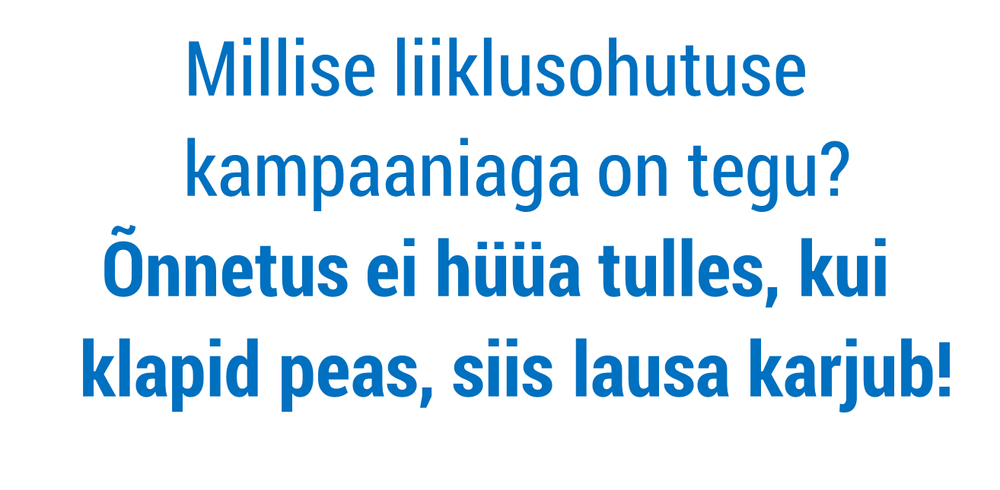 Millise liiklusohutuse
kampaaniaga on tegu?
Õnnetus ei hüüa tulles, kui
klapid peas, siis lausa karjub!